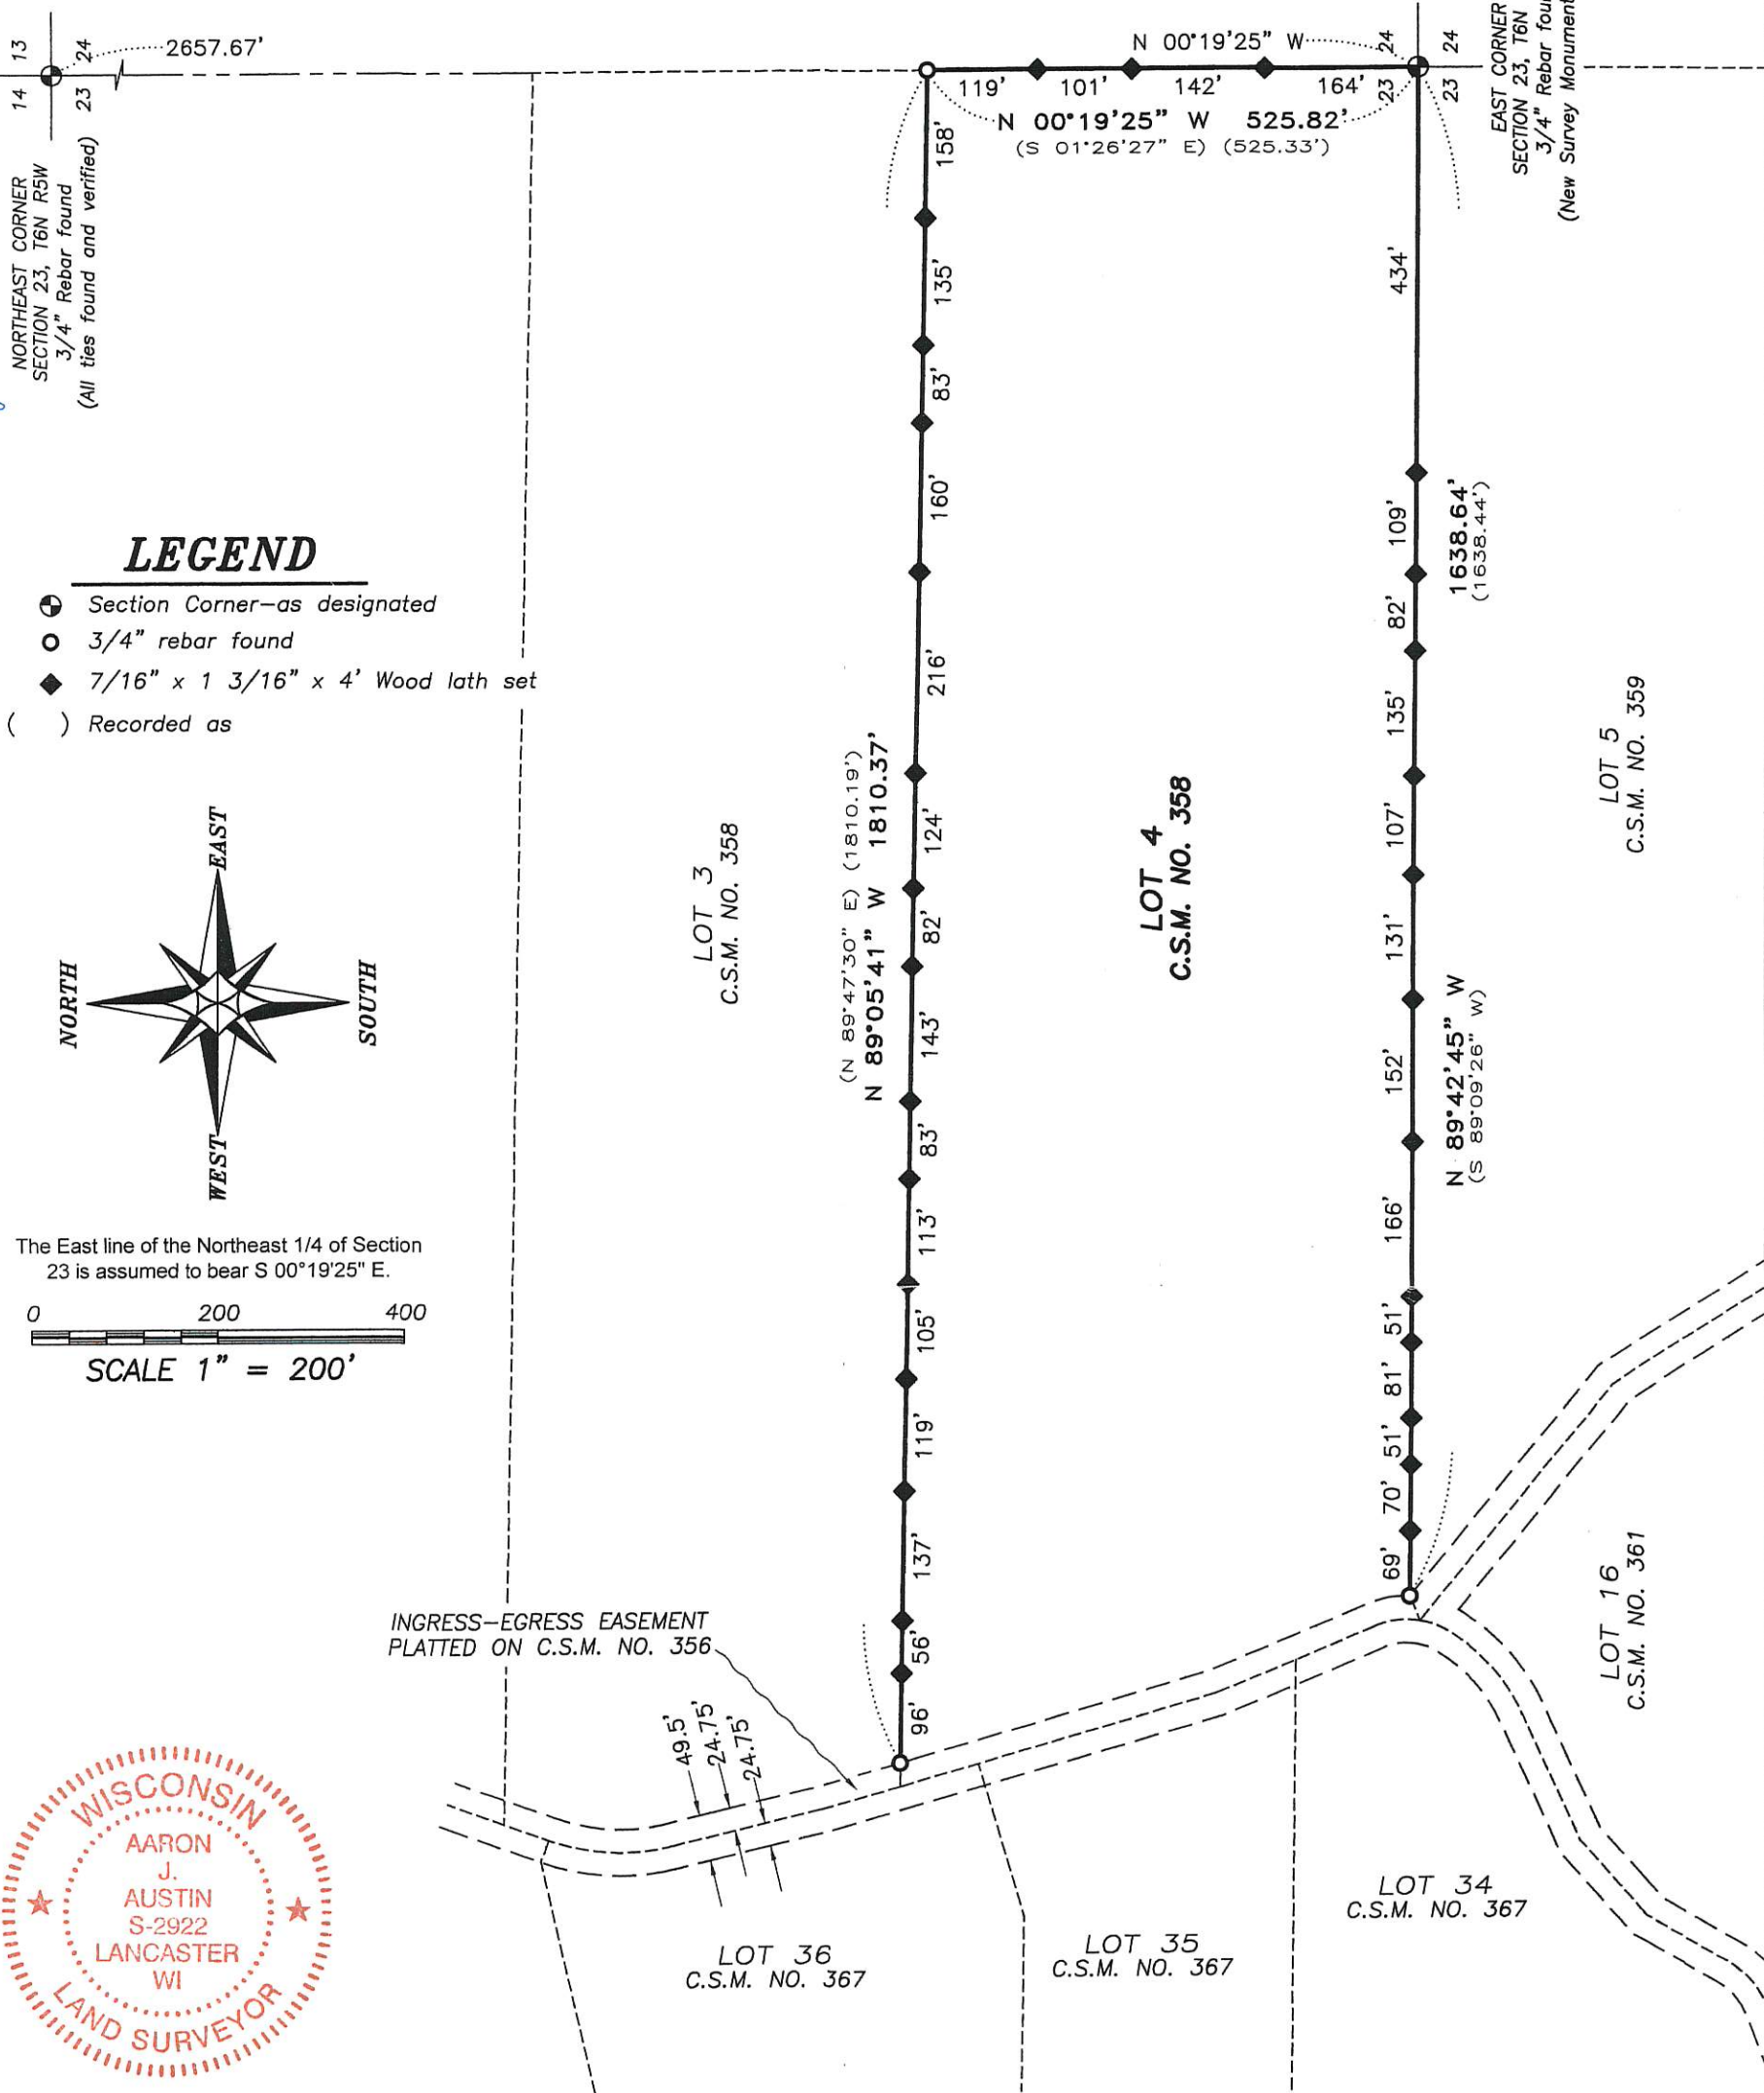 13
14
24
23
2657.67'
NORTHEAST CORNER
SECTION 23, T6N R5W
3/4" Rebar found
(All ties found and verified)
N 00°19'25" W
24
23
24
23
119'
101'
142'
164'
N 00°19'25" W 525.82'
(S 01°26'27" E) (525.33')
EAST CORNER
SECTION 23, T6N
3/4" Rebar
(New Survey Monument
158'
135'
83'
160'
216'
124'
82'
143'
83'
113'
105'
119'
137'
56'
96'
(N 89°47'30" E) (1810.19')
N 89°05'41" W 1810.37'
434'
109'
82'
135'
107'
131'
152'
166'
51'
81'
51'
70'
69'
1638.64'
(1638.44')
N 89°42'45" W
(S 89°09'26" W)
LEGEND
Section Corner-as designated
3/4" rebar found
7/16" x 1 3/16" x 4' Wood lath set
( ) Recorded as
EAST
NORTH
SOUTH
WEST
The East line of the Northeast 1/4 of Section
23 is assumed to bear S 00°19'25" E.
0 200 400
SCALE 1" = 200'
LOT 3
C.S.M. NO. 358
LOT 4
C.S.M. NO. 358
LOT 5
C.S.M. NO. 359
LOT 16
C.S.M. NO. 361
INGRESS-EGRESS EASEMENT
PLATTED ON C.S.M. NO. 356
49.5'
24.75'
24.75'
LOT 36
C.S.M. NO. 367
LOT 35
C.S.M. NO. 367
LOT 34
C.S.M. NO. 367
WISCONSIN
AARON
J.
AUSTIN
S-2922
LANCASTER
WI
LAND SURVEYOR